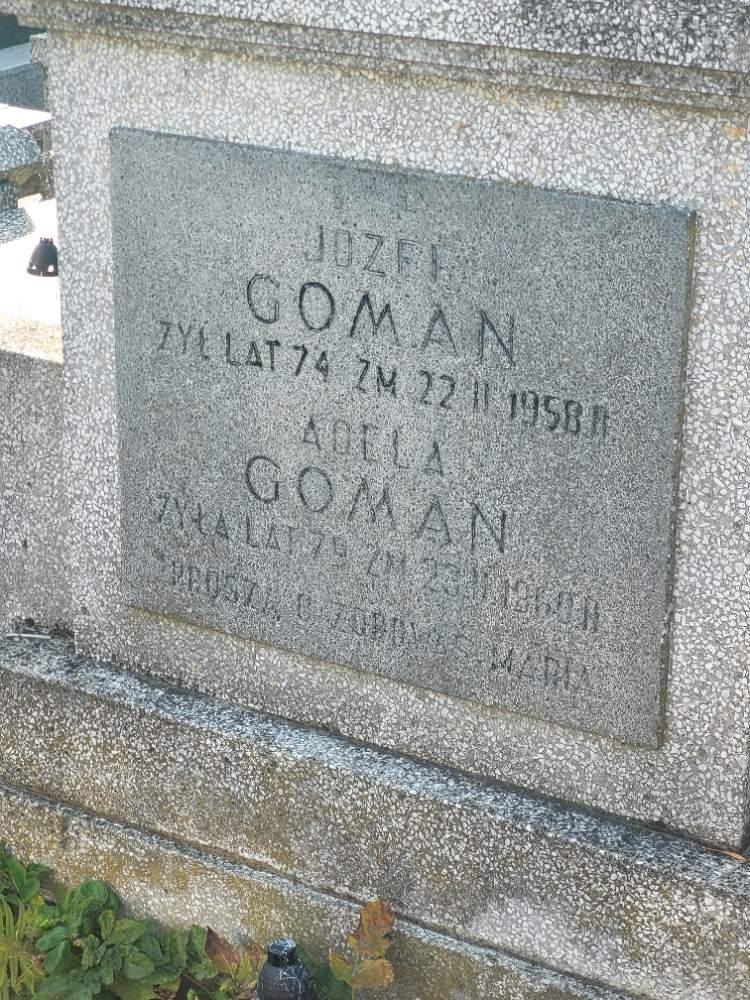 JÓZEF
GOMAN
ŻYŁ LAT 74 ZM 22 II 1958 R
ADELA
GOMAN
ŻYŁA LAT 79 ZM 23 II 1960 R
PROSZĄ O ZDROWAŚ MARIA